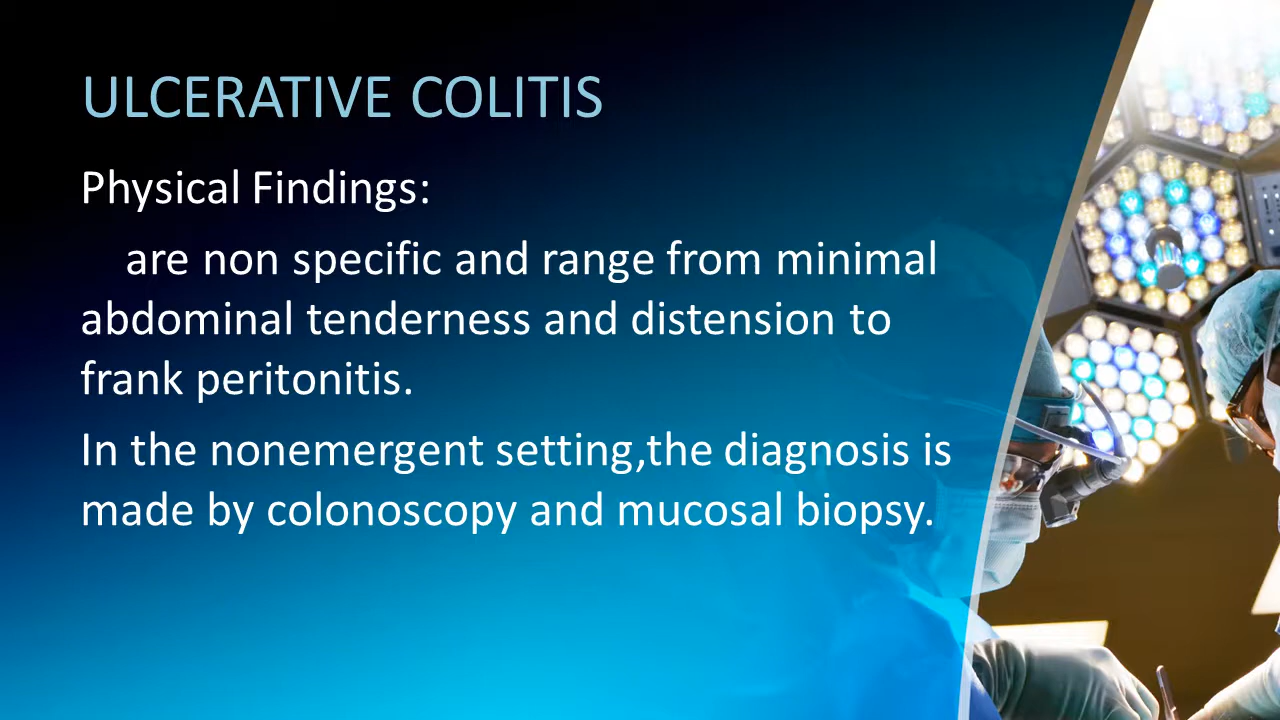 ULCERATIVE COLITIS
Physical Findings:
are non specific and range from minimal
abdominal tenderness and distension to
frank peritonitis.
In the nonemergent setting,the diagnosis is
made by colonoscopy and mucosal biopsy.